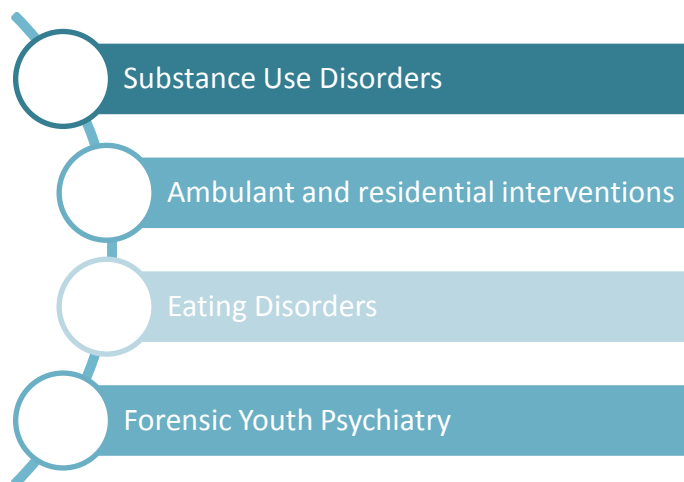 Substance Use Disorders
Ambulant and residential interventions
Eating Disorders
Forensic Youth Psychiatry